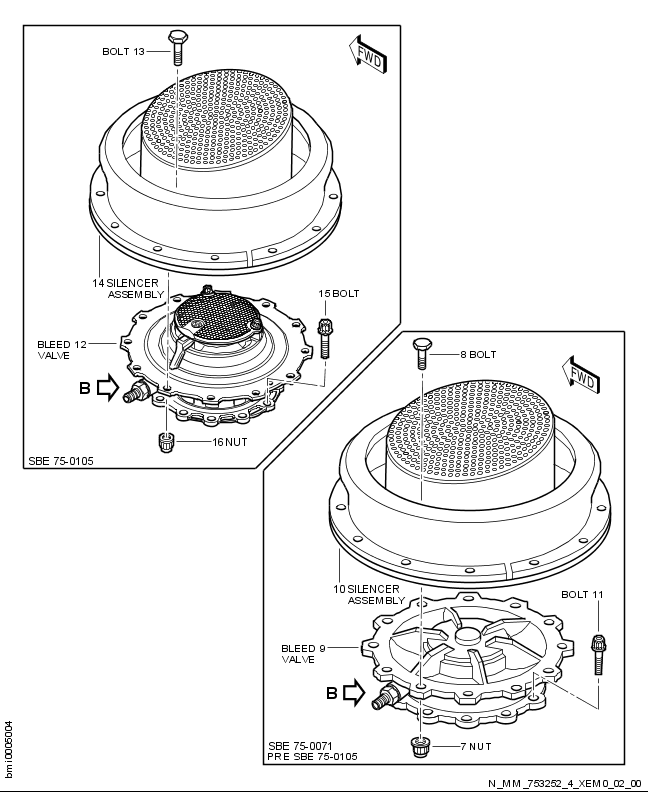 BOLT 13
FWD
14 SILENCER
ASSEMBLY
15 BOLT
BLEED 12
VALVE
B
16 NUT
SBE 75-0105
8 BOLT
FWD
10 SILENCER
ASSEMBLY
BOLT 11
BLEED 9
VALVE
B
SBE 75-0071
PRE SBE 75-0105
7 NUT
bmi0005004
N_MM_753252_4_XEM0_02_00